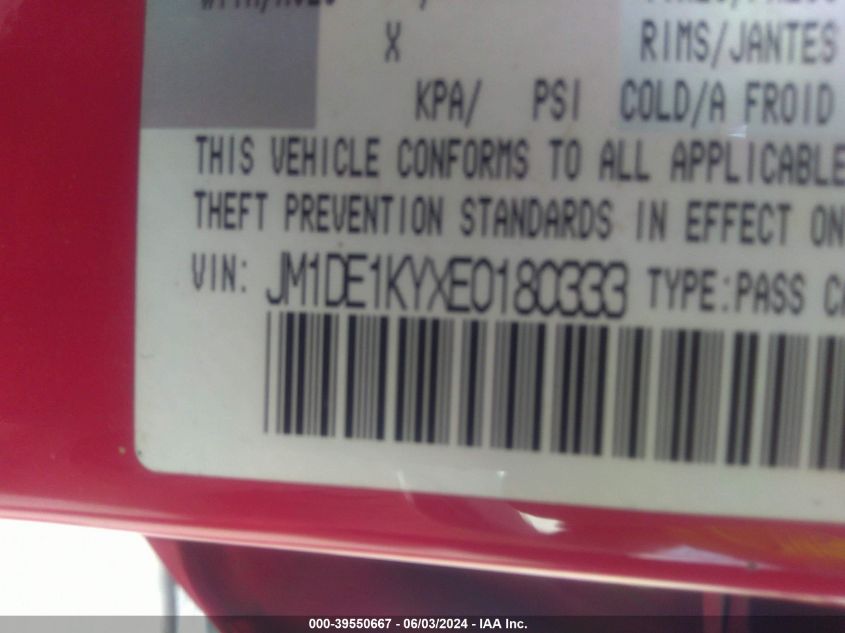 X RIMS/JANTES
KPA/ PSI COLD/A FROID
THIS VEHICLE CONFORMS TO ALL APPLICABLE
THEFT PREVENTION STANDARDS IN EFFECT ON
VIN: JM1DE1KYXE0180333 TYPE:PASS CA
000-39550667 - 06/03/2024 - IAA Inc.